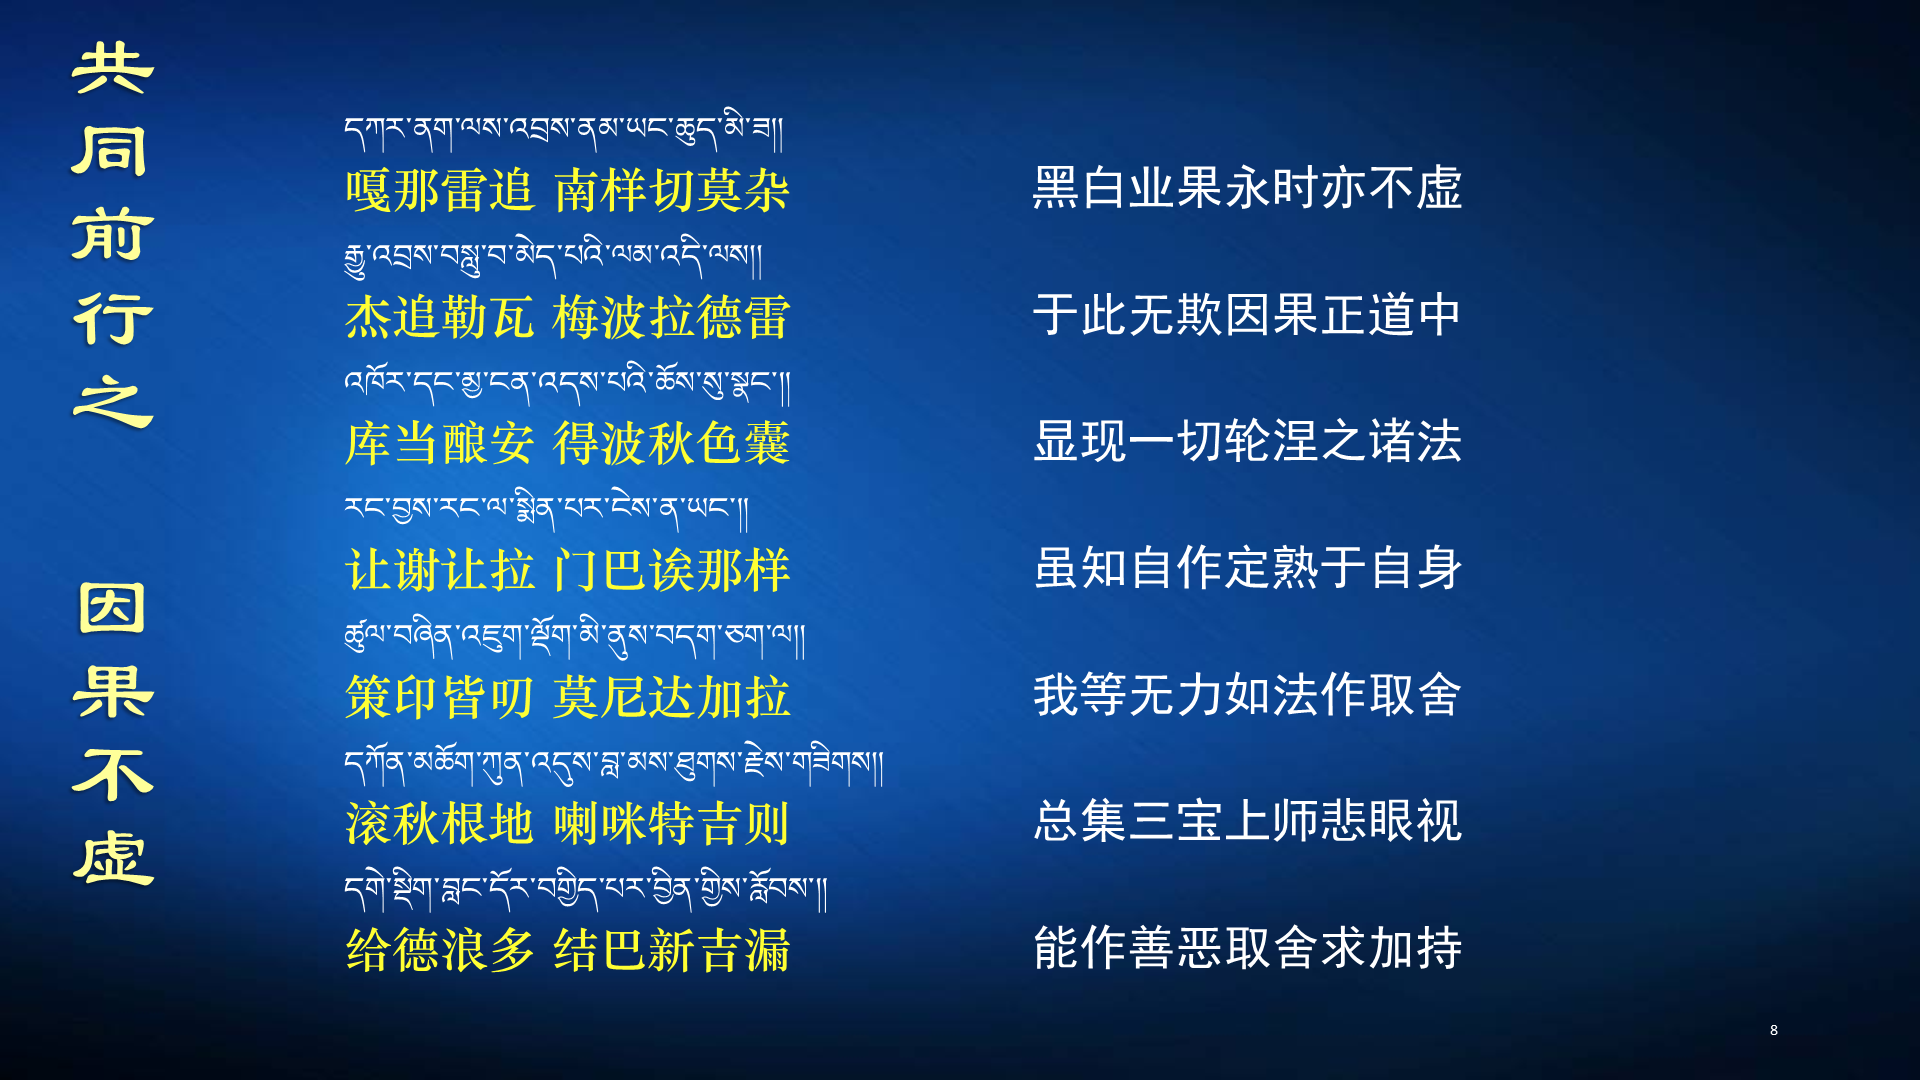 共同前行之 因果不虚
དཀར་ནག་ལས་འབྲས་ནམ་ཡང་ཆུད་མི་ཟ།།
嘎那雷追 南样切莫杂
黑白业果永时亦不虚
རྒྱུ་འབྲས་བསླུ་བ་མེད་པའི་ལམ་འདི་ལས།།
杰追勒瓦 梅波拉德雷
于此无欺因果正道中
འཁོར་དང་མྱ་ངན་འདས་པའི་ཆོས་སུ་སྣང་།།
库当酿安 得波秋色囊
显现一切轮涅之诸法
རང་བྱས་རང་ལ་སྨིན་པར་ངེས་ན་ཡང་།།
让谢让拉 门巴诶那样
虽知自作定熟于自身
ཚུལ་བཞིན་འཇུག་ལྡོག་མི་ནུས་བདག་ཅག་ལ།།
策印皆叨 莫尼达加拉
我等无力如法作取舍
དཀོན་མཆོག་ཀུན་འདུས་བླ་མས་ཐུགས་རྗེས་གཟིགས།།
滚秋根地 喇咪特吉则
总集三宝上师悲眼视
དགེ་སྡིག་བླང་དོར་བགྱིད་པར་བྱིན་གྱིས་རློབས་།།
给德浪多 结巴新吉漏
能作善恶取舍求加持
8